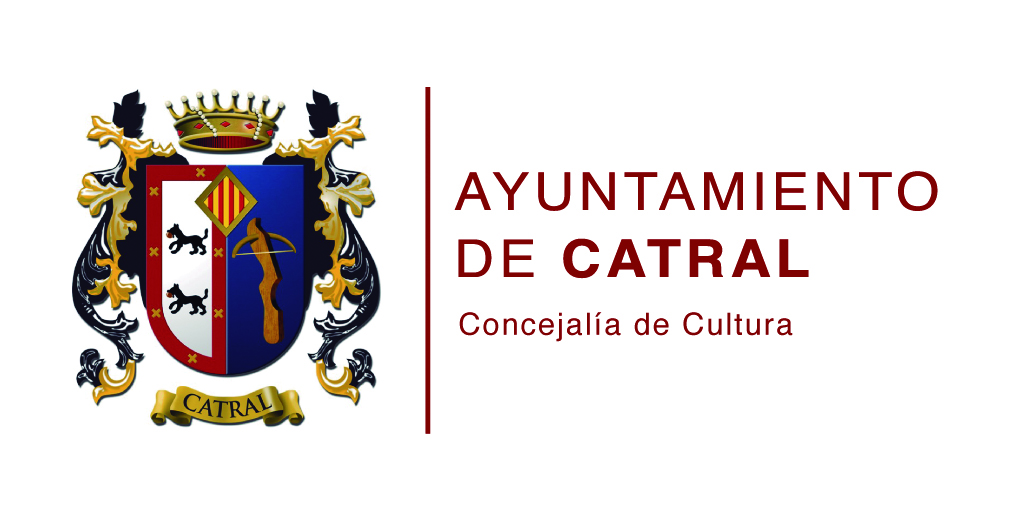 CATRAL
AYUNTAMIENTO
DE CATRAL
Concejalía de Cultura